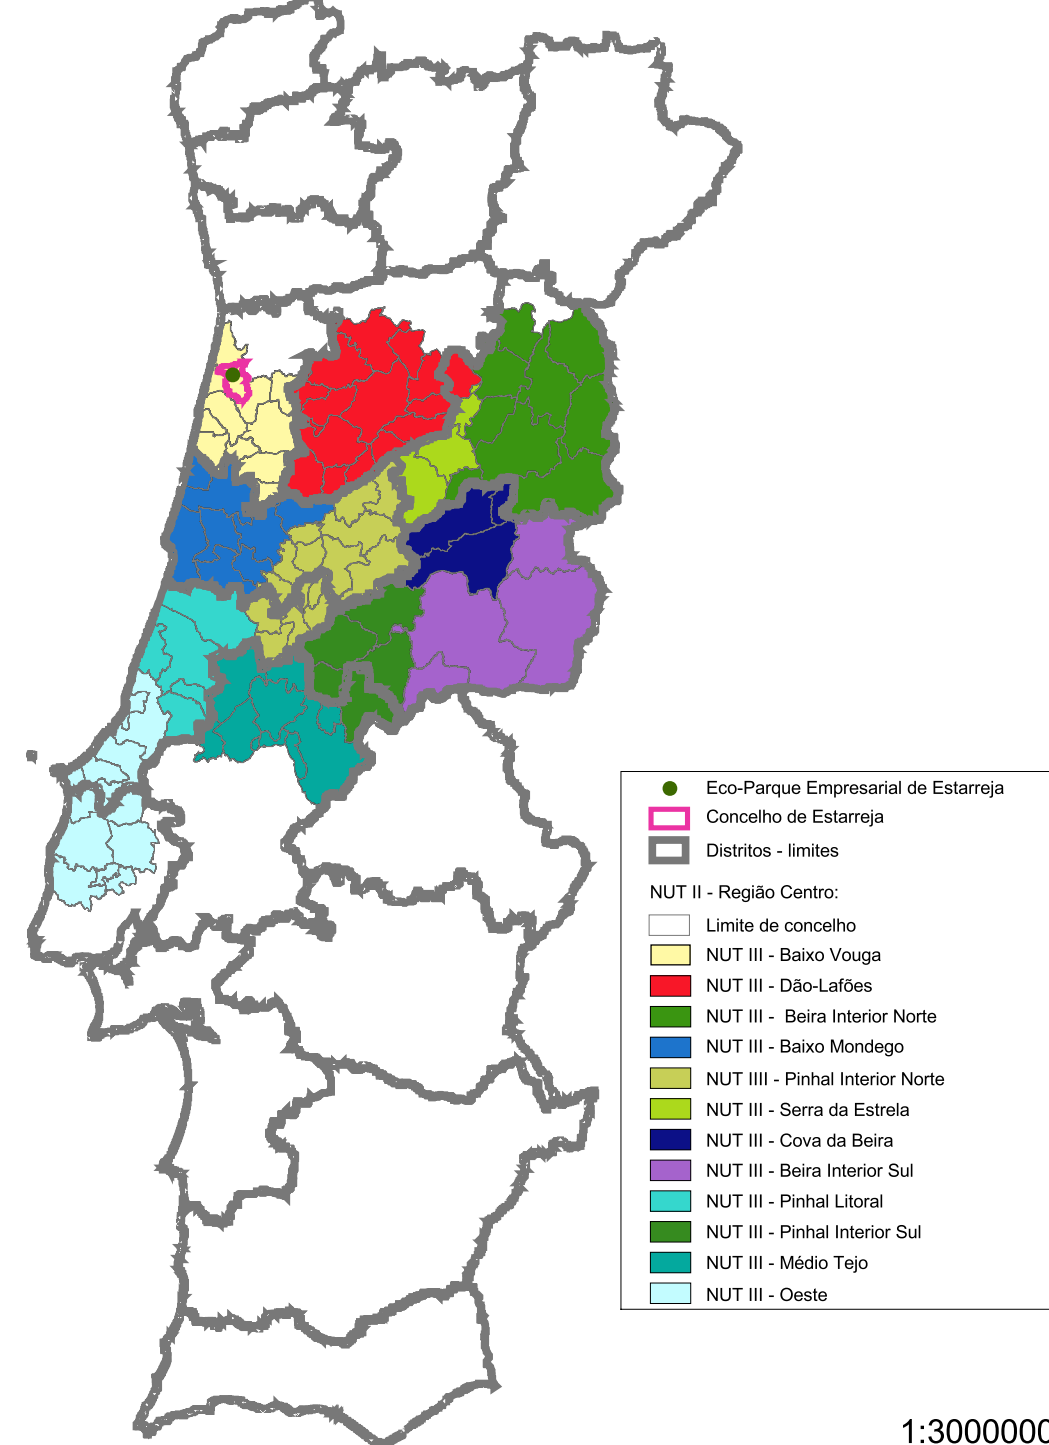 Eco-Parque Empresarial de Estarreja
Concelho de Estarreja
Distritos - limites
NUT II - Região Centro:
Limite de concelho
NUT III - Baixo Vouga
NUT III - Dão-Lafões
NUT III -  Beira Interior Norte
NUT III - Baixo Mondego
NUT IIII - Pinhal Interior Norte
NUT III - Serra da Estrela
NUT III - Cova da Beira
NUT III - Beira Interior Sul
NUT III - Pinhal Litoral
NUT III - Pinhal Interior Sul
NUT III - Médio Tejo
NUT III - Oeste
1:3000000